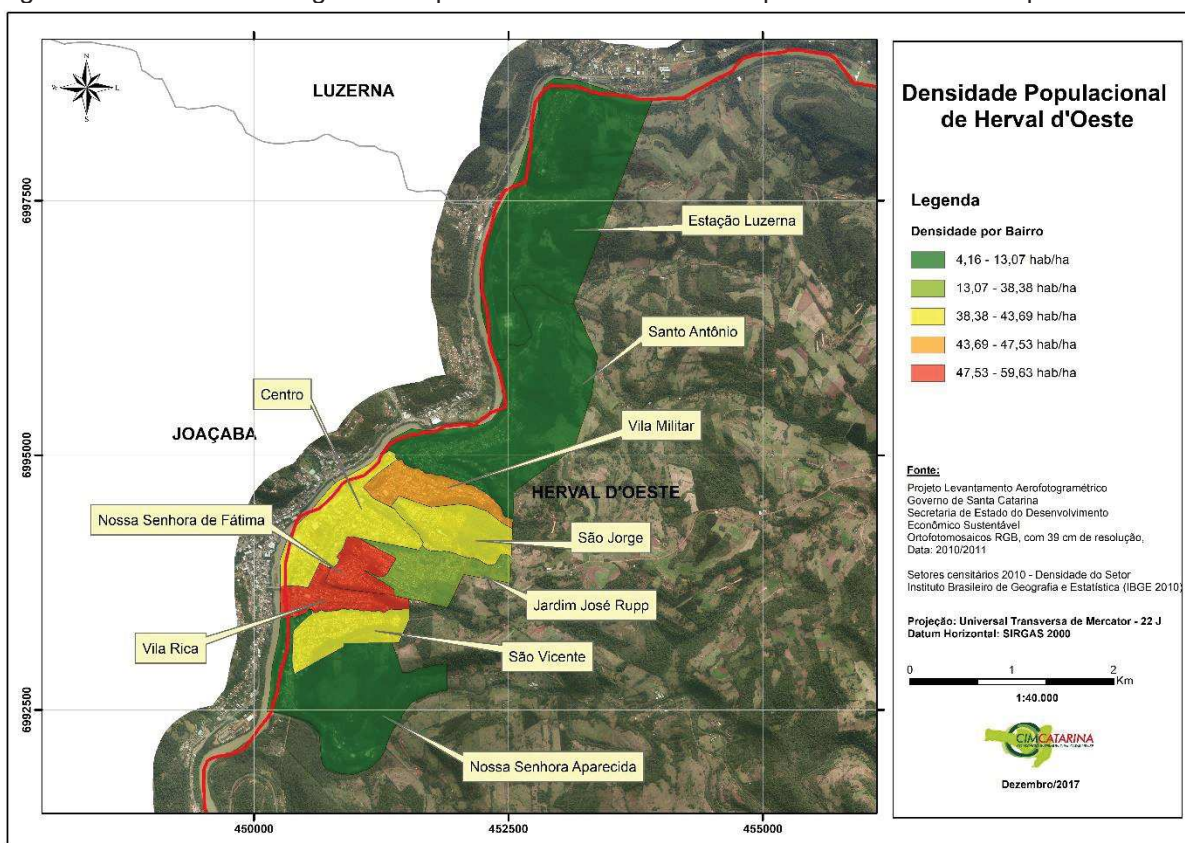 N
W
L
S
LUZERNA
JOAÇABA
HERVAL D'OESTE
Estação Luzerna
Santo Antônio
Centro
Vila Militar
Nossa Senhora de Fátima
São Jorge
Jardim José Rupp
Vila Rica
São Vicente
Nossa Senhora Aparecida
6997500
6995000
6992500
450000
452500
455000
Densidade Populacional
de Herval d'Oeste
Legenda
Densidade por Bairro
4,16 - 13,07 hab/ha
13,07 - 38,38 hab/ha
38,38 - 43,69 hab/ha
43,69 - 47,53 hab/ha
47,53 - 59,63 hab/ha
Fonte:
Projeto Levantamento Aerofotogramétrico
Governo de Santa Catarina
Secretaria de Estado do Desenvolvimento
Econômico Sustentável
Ortofotomosaicos RGB, com 39 cm de resolução,
Data: 2010/2011
Setores censitários 2010 - Densidade do Setor
Instituto Brasileiro de Geografia e Estatística (IBGE 2010)
Projeção: Universal Transversa de Mercator - 22 J
Datum Horizontal: SIRGAS 2000
0 1 2
Km
1:40.000
CIMCATARINA
Dezembro/2017